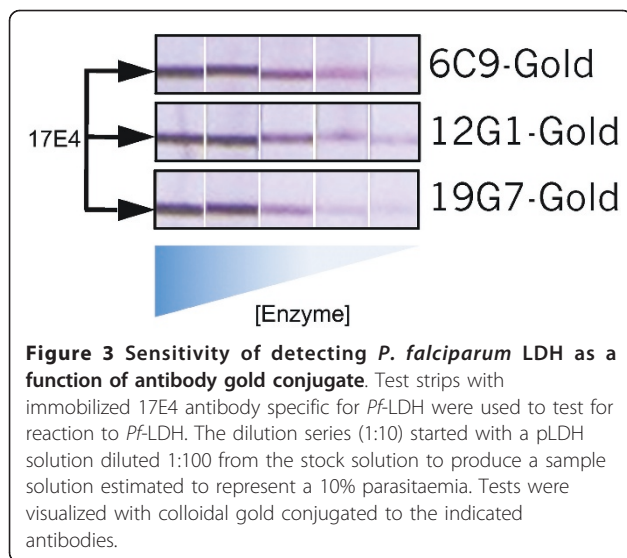 6C9-Gold
17E4
12G1-Gold
19G7-Gold
[Enzyme]
Figure 3 Sensitivity of detecting P. falciparum LDH as a
function of antibody gold conjugate. Test strips with
immobilized 17E4 antibody specific for Pf-LDH were used to test for
reaction to Pf-LDH. The dilution series (1:10) started with a pLDH
solution diluted 1:100 from the stock solution to produce a sample
solution estimated to represent a 10% parasitaemia. Tests were
visualized with colloidal gold conjugated to the indicated
antibodies.